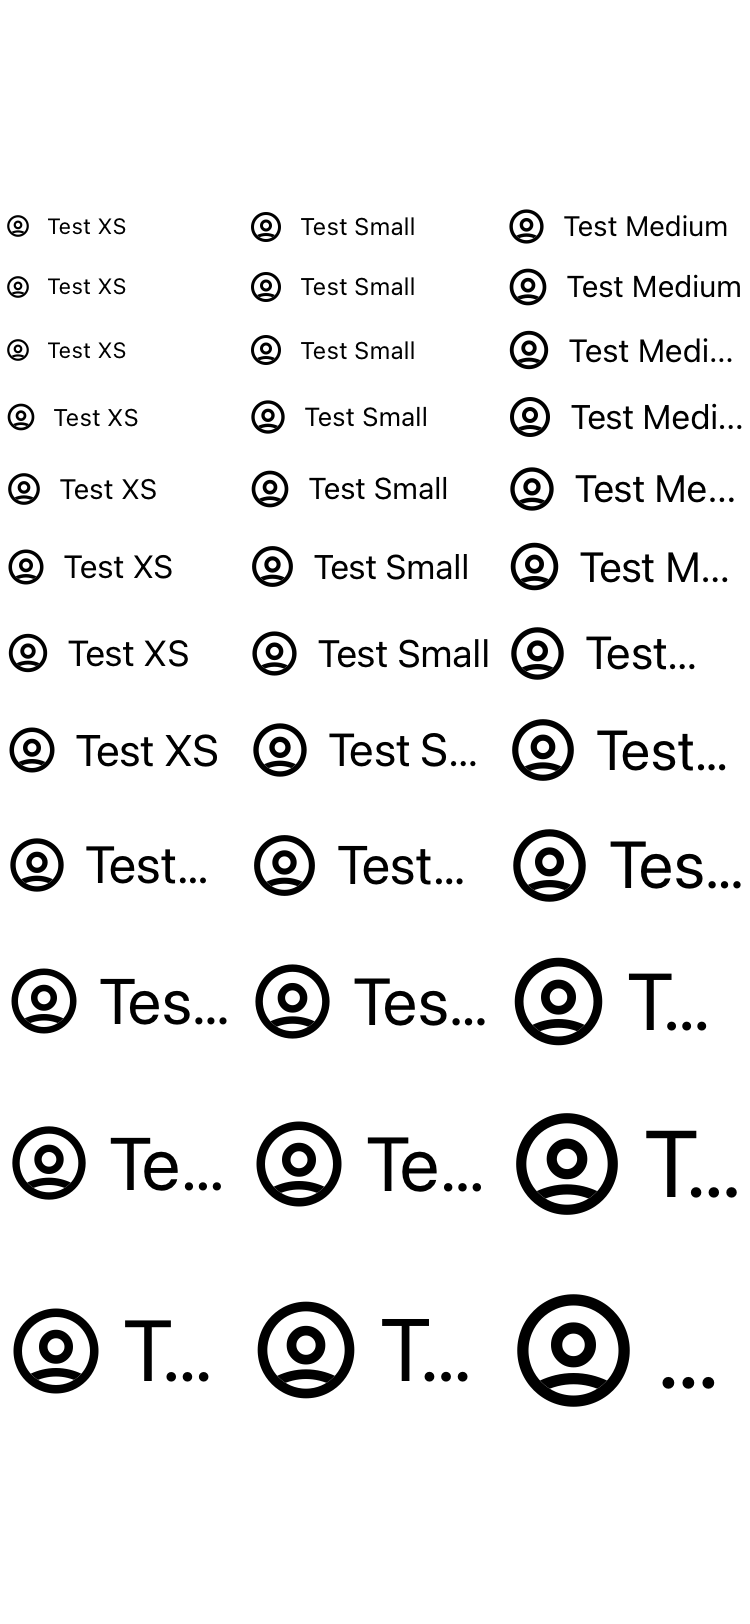 Test XS Test Small Test Medium
Test XS Test Small Test Medium
Test XS Test Small Test Medi...
Test XS Test Small Test Medi...
Test XS Test Small Test Me...
Test XS Test Small Test M...
Test XS Test Small Test...
Test XS Test S... Test...
Test... Test... Tes...
Tes... Tes... T...
Te... Te... T...
T... T... ...